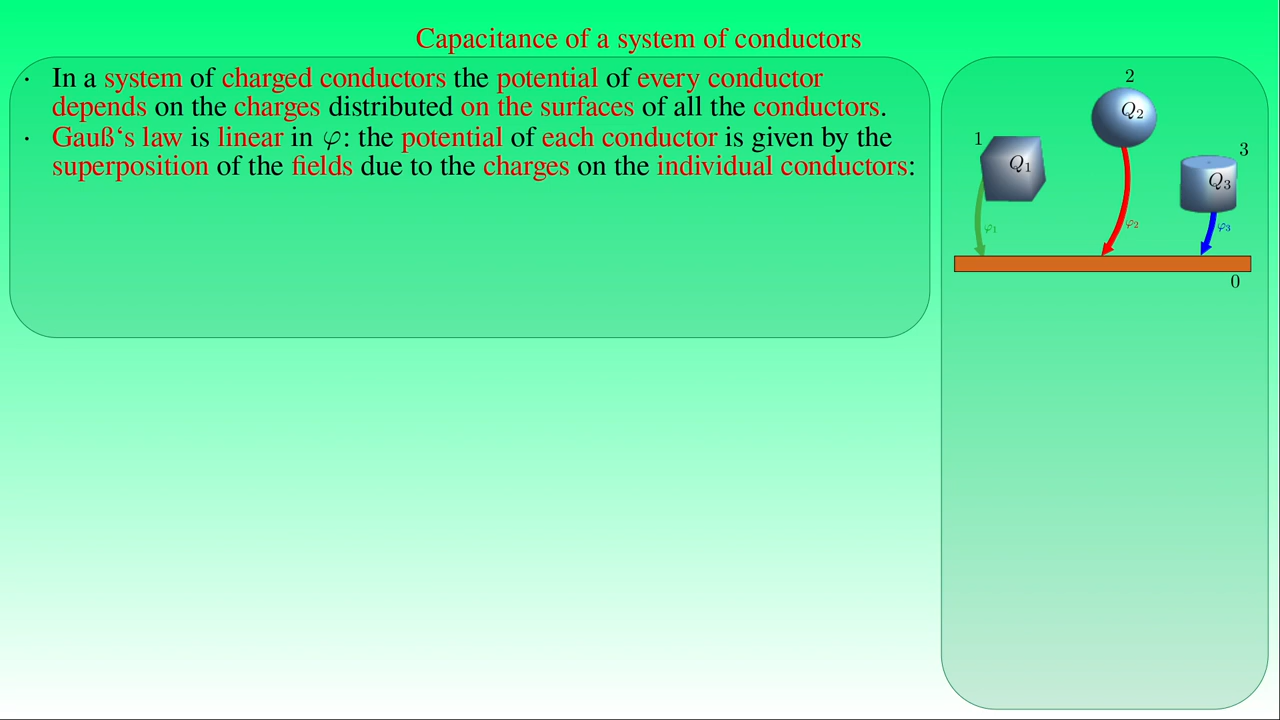 Capacitance of a system of conductors
· In a system of charged conductors the potential of every conductor
depends on the charges distributed on the surfaces of all the conductors.
· Gauß‘s law is linear in φ: the potential of each conductor is given by the
superposition of the fields due to the charges on the individual conductors:
2
Q₂
1
Q₁
3
Q₃
φ₁
φ₂
φ₃
0